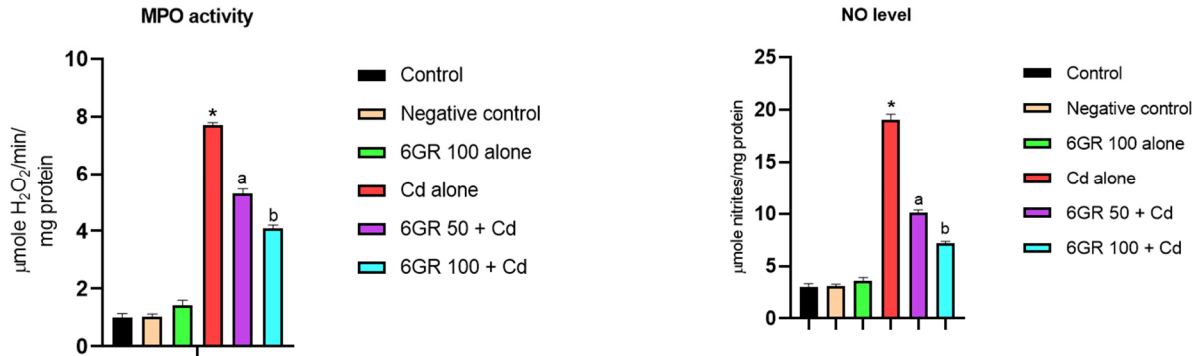 MPO activity
μmole H₂O₂/min/
mg protein
10
8
6
4
2
0
*
a
b
Control
Negative control
6GR 100 alone
Cd alone
6GR 50 + Cd
6GR 100 + Cd
NO level
μmole nitrites/mg protein
25
20
15
10
5
0
*
a
b
Control
Negative control
6GR 100 alone
Cd alone
6GR 50 + Cd
6GR 100 + Cd